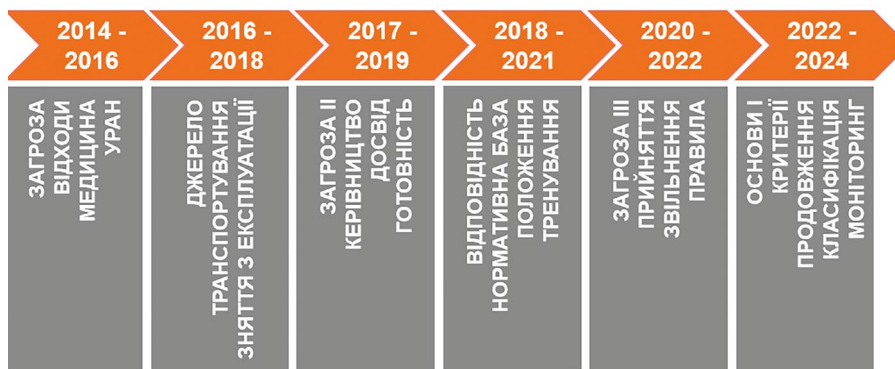 2014 -
2016
2016 -
2018
2017 -
2019
2018 -
2021
2020 -
2022
2022 -
2024
ЗАГРОЗА
ВІДХОДИ
МЕДИЦИНА
УРАН
ДЖЕРЕЛО
ТРАНСПОРТУВАННЯ
ЗНЯТТЯ З ЕКСПЛУАТАЦІЇ
ЗАГРОЗА II
КЕРІВНИЦТВО
ДОСВІД
ГОТОВНІСТЬ
ВІДПОВІДНІСТЬ
НОРМАТИВНА БАЗА
ПОЛОЖЕННЯ
ТРЕНУВАННЯ
ЗАГРОЗА III
ПРИЙНЯТТЯ
ЗВІЛЬНЕННЯ
ПРАВИЛА
ОСНОВИ І
КРИТЕРІЇ
ПРОДОВЖЕННЯ
КЛАСИФІКАЦІЯ
МОНІТОРИНГ